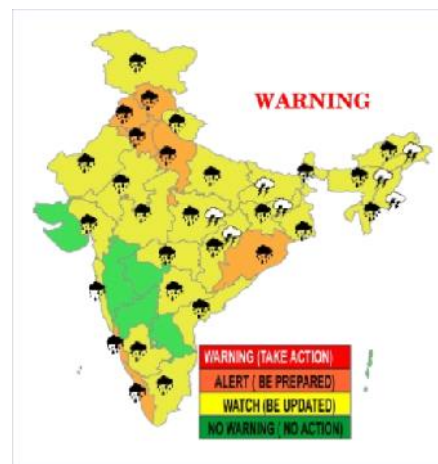 WARNING
WARNING (TAKE ACTION)
ALERT ( BE PREPARED)
WATCH (BE UPDATED)
NO WARNING ( NO ACTION)